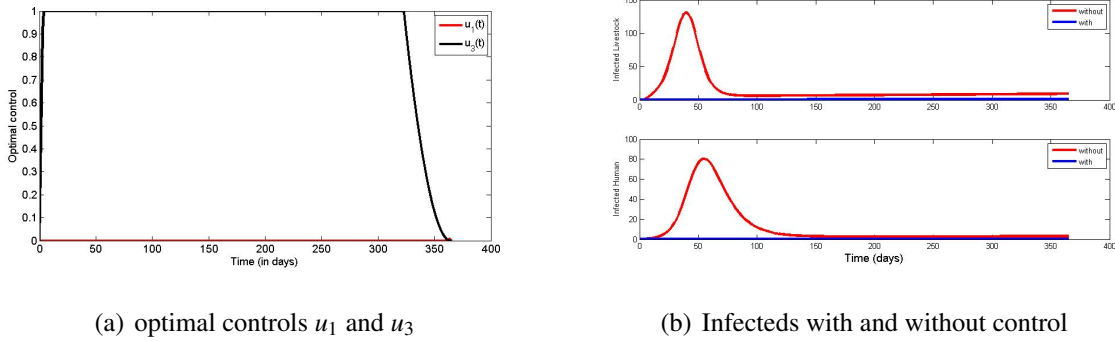 1
0.9
0.8
0.7
0.6
0.5
0.4
0.3
0.2
0.1
0
Optimal control
u_1(t)
u_3(t)
0 50 100 150 200 250 300 350 400
Time (in days)
(a) optimal controls u1 and u3
150
100
50
0
Infected Livestock
without
with
0 50 100 150 200 250 300 350 400
100
80
60
40
20
0
Infected Human
without
with
0 50 100 150 200 250 300 350 400
Time (days)
(b) Infecteds with and without control